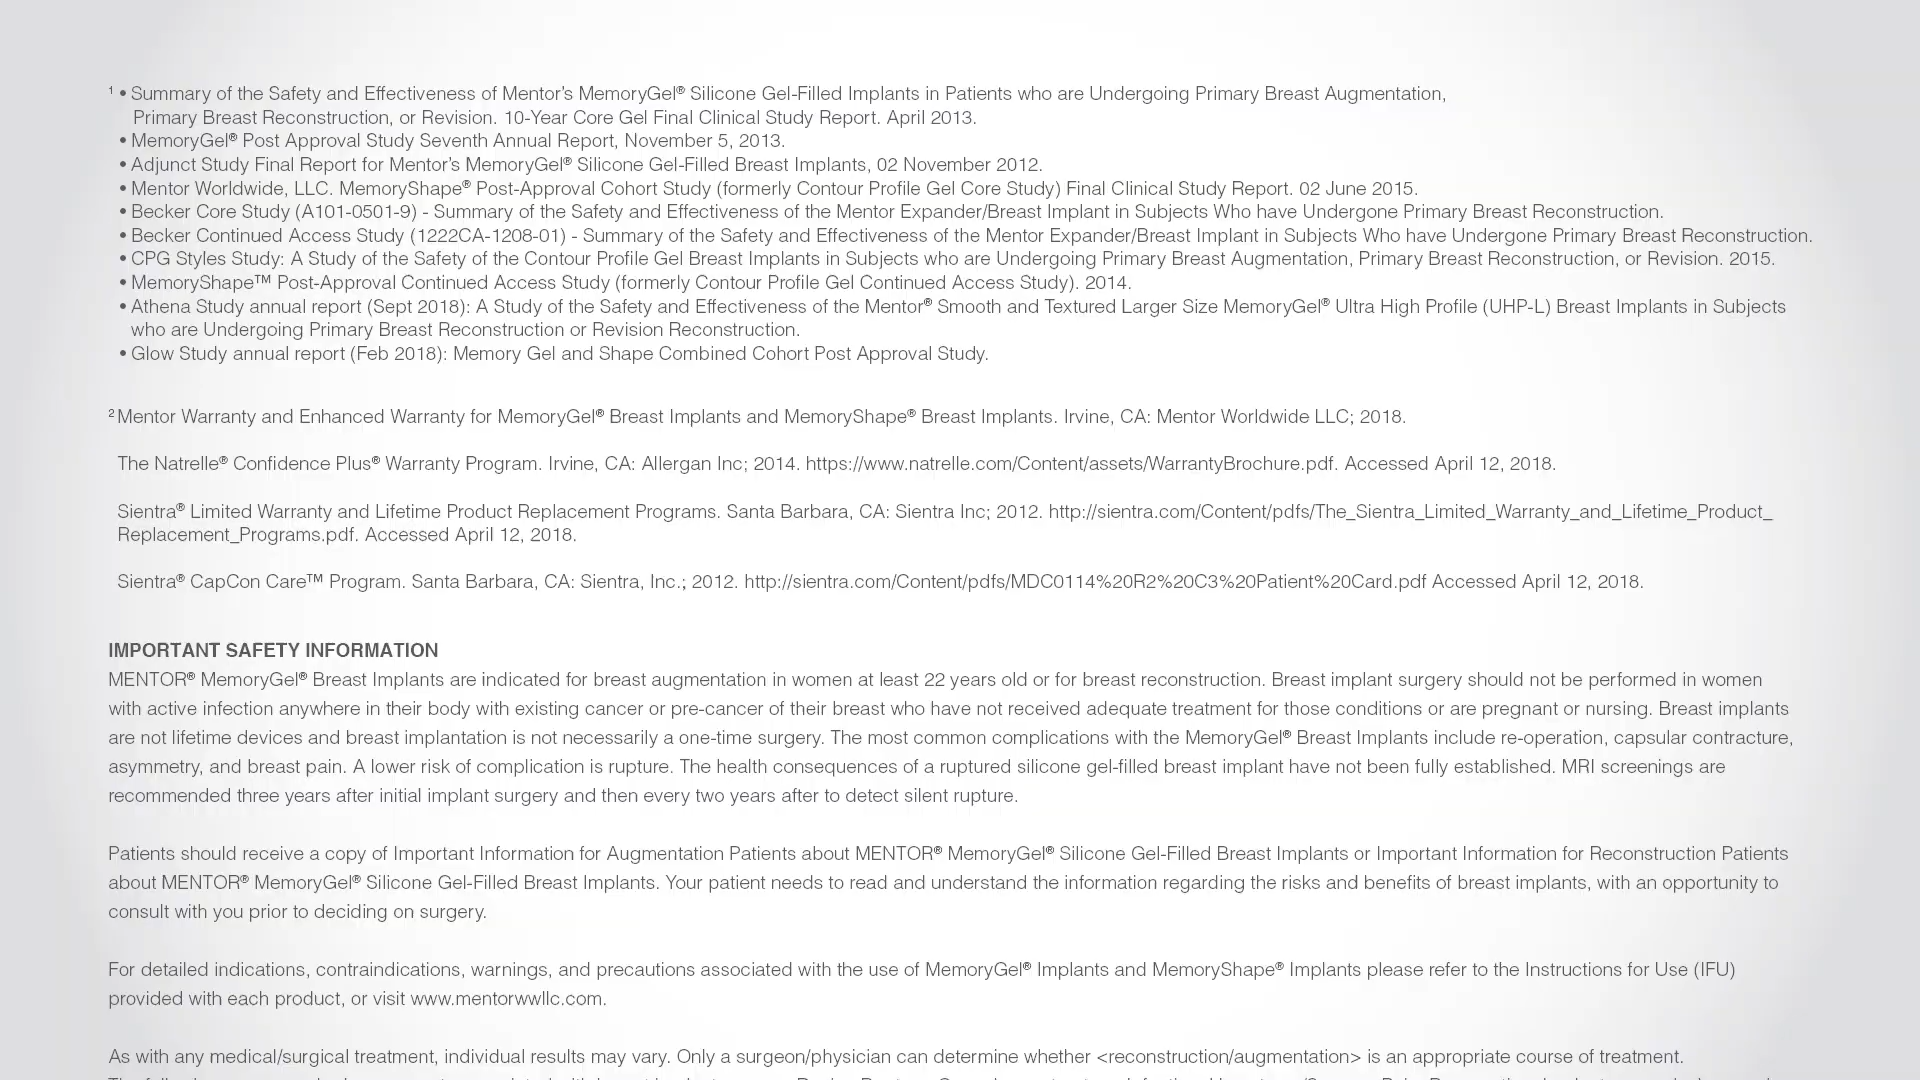 ¹ • Summary of the Safety and Effectiveness of Mentor’s MemoryGel® Silicone Gel-Filled Implants in Patients who are Undergoing Primary Breast Augmentation,
Primary Breast Reconstruction, or Revision. 10-Year Core Gel Final Clinical Study Report. April 2013.
• MemoryGel® Post Approval Study Seventh Annual Report, November 5, 2013.
• Adjunct Study Final Report for Mentor’s MemoryGel® Silicone Gel-Filled Breast Implants, 02 November 2012.
• Mentor Worldwide, LLC. MemoryShape® Post-Approval Cohort Study (formerly Contour Profile Gel Core Study) Final Clinical Study Report. 02 June 2015.
• Becker Core Study (A101-0501-9) - Summary of the Safety and Effectiveness of the Mentor Expander/Breast Implant in Subjects Who have Undergone Primary Breast Reconstruction.
• Becker Continued Access Study (1222CA-1208-01) - Summary of the Safety and Effectiveness of the Mentor Expander/Breast Implant in Subjects Who have Undergone Primary Breast Reconstruction.
• CPG Styles Study: A Study of the Safety of the Contour Profile Gel Breast Implants in Subjects who are Undergoing Primary Breast Augmentation, Primary Breast Reconstruction, or Revision. 2015.
• MemoryShape™ Post-Approval Continued Access Study (formerly Contour Profile Gel Continued Access Study). 2014.
• Athena Study annual report (Sept 2018): A Study of the Safety and Effectiveness of the Mentor® Smooth and Textured Larger Size MemoryGel® Ultra High Profile (UHP-L) Breast Implants in Subjects
who are Undergoing Primary Breast Reconstruction or Revision Reconstruction.
• Glow Study annual report (Feb 2018): Memory Gel and Shape Combined Cohort Post Approval Study.
² Mentor Warranty and Enhanced Warranty for MemoryGel® Breast Implants and MemoryShape® Breast Implants. Irvine, CA: Mentor Worldwide LLC; 2018.
The Natrelle® Confidence Plus® Warranty Program. Irvine, CA: Allergan Inc; 2014. https://www.natrelle.com/Content/assets/WarrantyBrochure.pdf. Accessed April 12, 2018.
Sientra® Limited Warranty and Lifetime Product Replacement Programs. Santa Barbara, CA: Sientra Inc; 2012. http://sientra.com/Content/pdfs/The_Sientra_Limited_Warranty_and_Lifetime_Product_
Replacement_Programs.pdf. Accessed April 12, 2018.
Sientra® CapCon Care™ Program. Santa Barbara, CA: Sientra, Inc.; 2012. http://sientra.com/Content/pdfs/MDC0114%20R2%20C3%20Patient%20Card.pdf Accessed April 12, 2018.
IMPORTANT SAFETY INFORMATION
MENTOR® MemoryGel® Breast Implants are indicated for breast augmentation in women at least 22 years old or for breast reconstruction. Breast implant surgery should not be performed in women
with active infection anywhere in their body with existing cancer or pre-cancer of their breast who have not received adequate treatment for those conditions or are pregnant or nursing. Breast implants
are not lifetime devices and breast implantation is not necessarily a one-time surgery. The most common complications with the MemoryGel® Breast Implants include re-operation, capsular contracture,
asymmetry, and breast pain. A lower risk of complication is rupture. The health consequences of a ruptured silicone gel-filled breast implant have not been fully established. MRI screenings are
recommended three years after initial implant surgery and then every two years after to detect silent rupture.
Patients should receive a copy of Important Information for Augmentation Patients about MENTOR® MemoryGel® Silicone Gel-Filled Breast Implants or Important Information for Reconstruction Patients
about MENTOR® MemoryGel® Silicone Gel-Filled Breast Implants. Your patient needs to read and understand the information regarding the risks and benefits of breast implants, with an opportunity to
consult with you prior to deciding on surgery.
For detailed indications, contraindications, warnings, and precautions associated with the use of MemoryGel® Implants and MemoryShape® Implants please refer to the Instructions for Use (IFU)
provided with each product, or visit www.mentorwwllc.com.
As with any medical/surgical treatment, individual results may vary. Only a surgeon/physician can determine whether <reconstruction/augmentation> is an appropriate course of treatment.